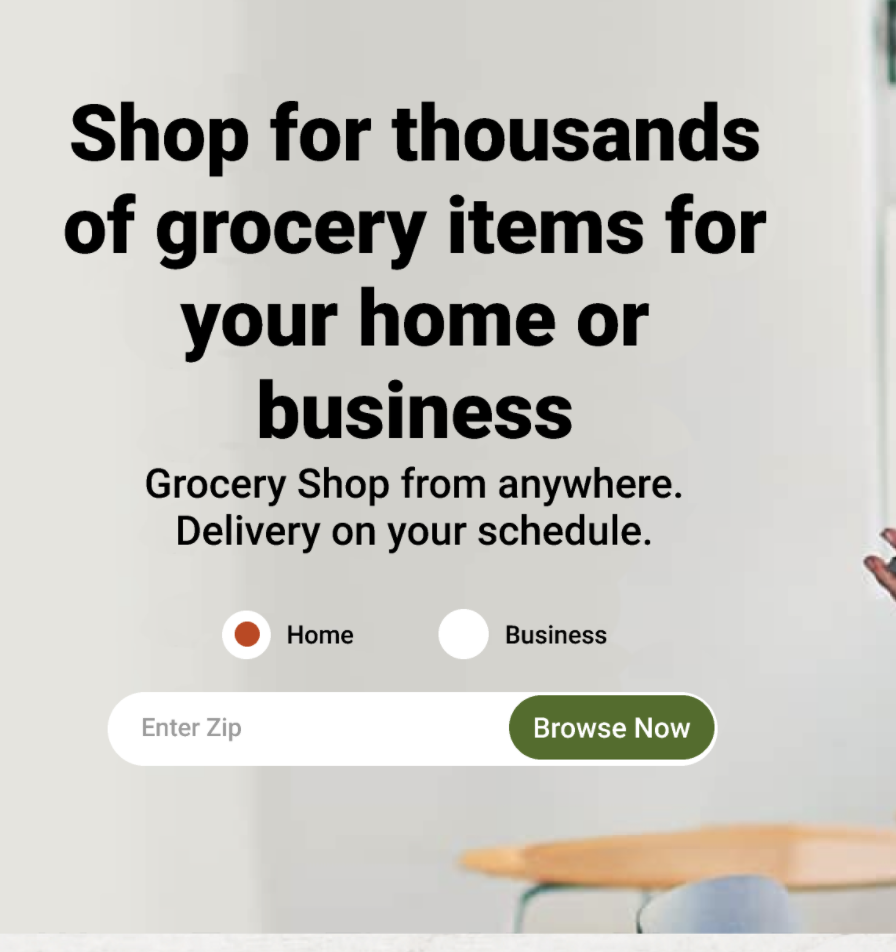 Shop for thousands
of grocery items for
your home or
business
Grocery Shop from anywhere.
Delivery on your schedule.
Home Business
Enter Zip Browse Now